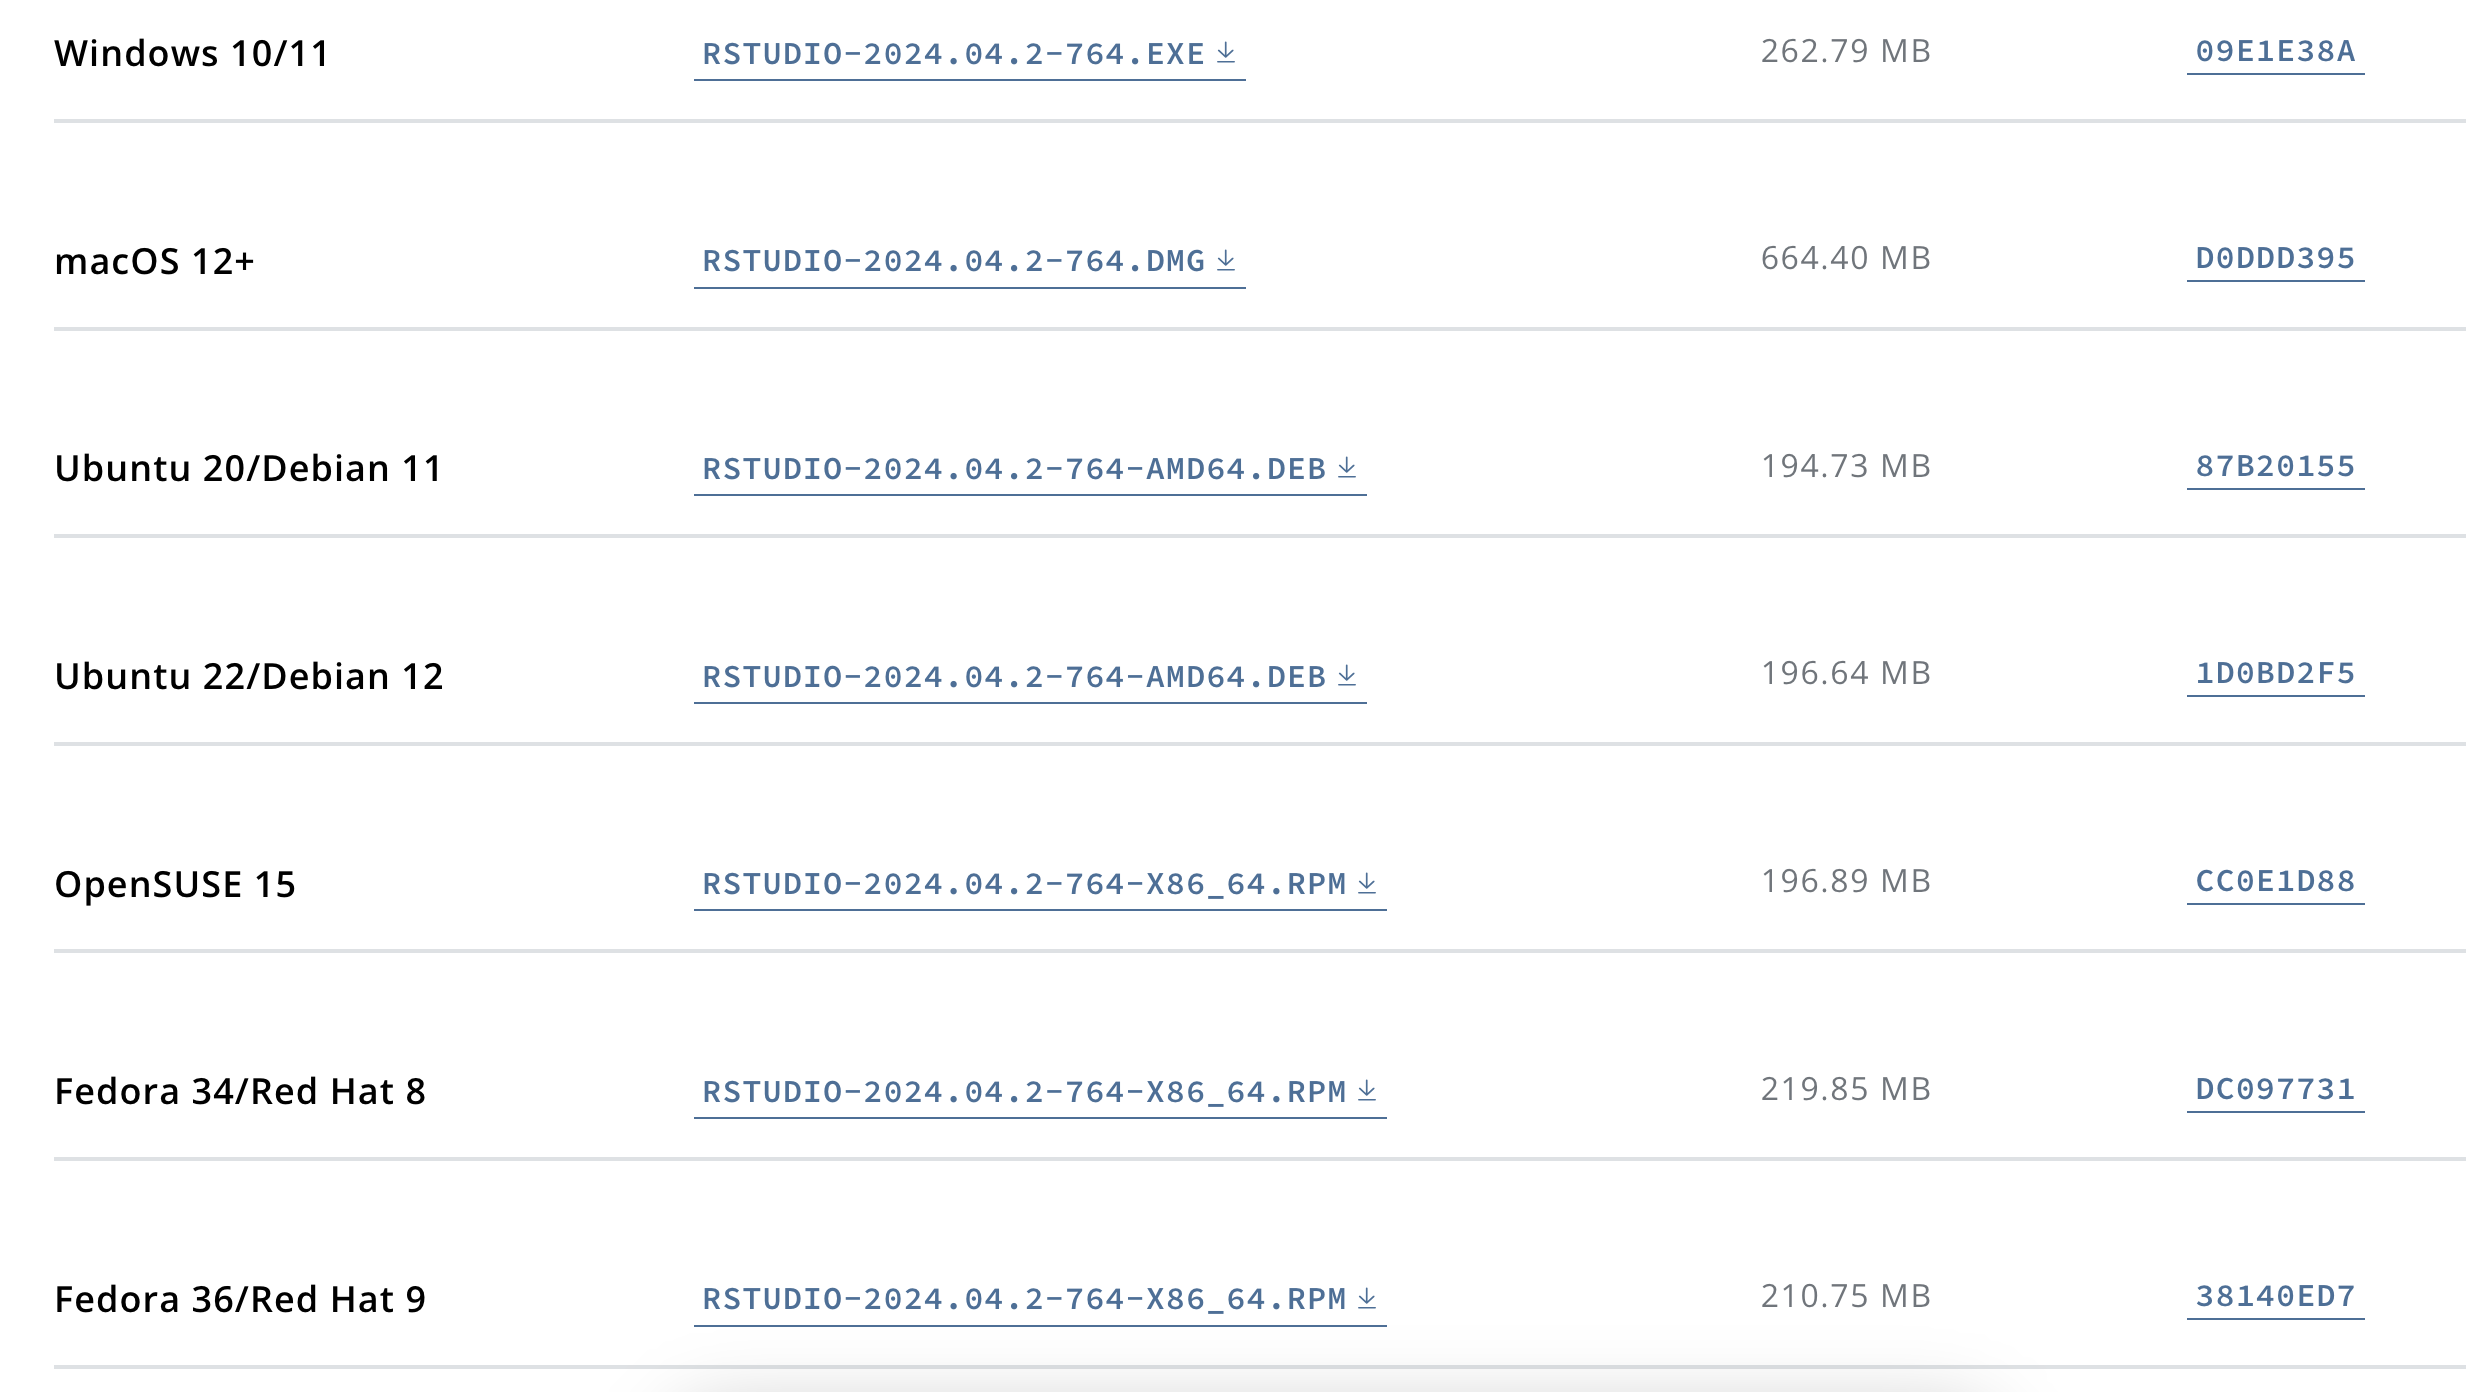 Windows 10/11 RSTUDIO-2024.04.2-764.EXE 262.79 MB 09E1E38A
macOS 12+ RSTUDIO-2024.04.2-764.DMG 664.40 MB D0DDD395
Ubuntu 20/Debian 11 RSTUDIO-2024.04.2-764-AMD64.DEB 194.73 MB 87B20155
Ubuntu 22/Debian 12 RSTUDIO-2024.04.2-764-AMD64.DEB 196.64 MB 1D0BD2F5
OpenSUSE 15 RSTUDIO-2024.04.2-764-X86_64.RPM 196.89 MB CC0E1D88
Fedora 34/Red Hat 8 RSTUDIO-2024.04.2-764-X86_64.RPM 219.85 MB DC097731
Fedora 36/Red Hat 9 RSTUDIO-2024.04.2-764-X86_64.RPM 210.75 MB 38140ED7